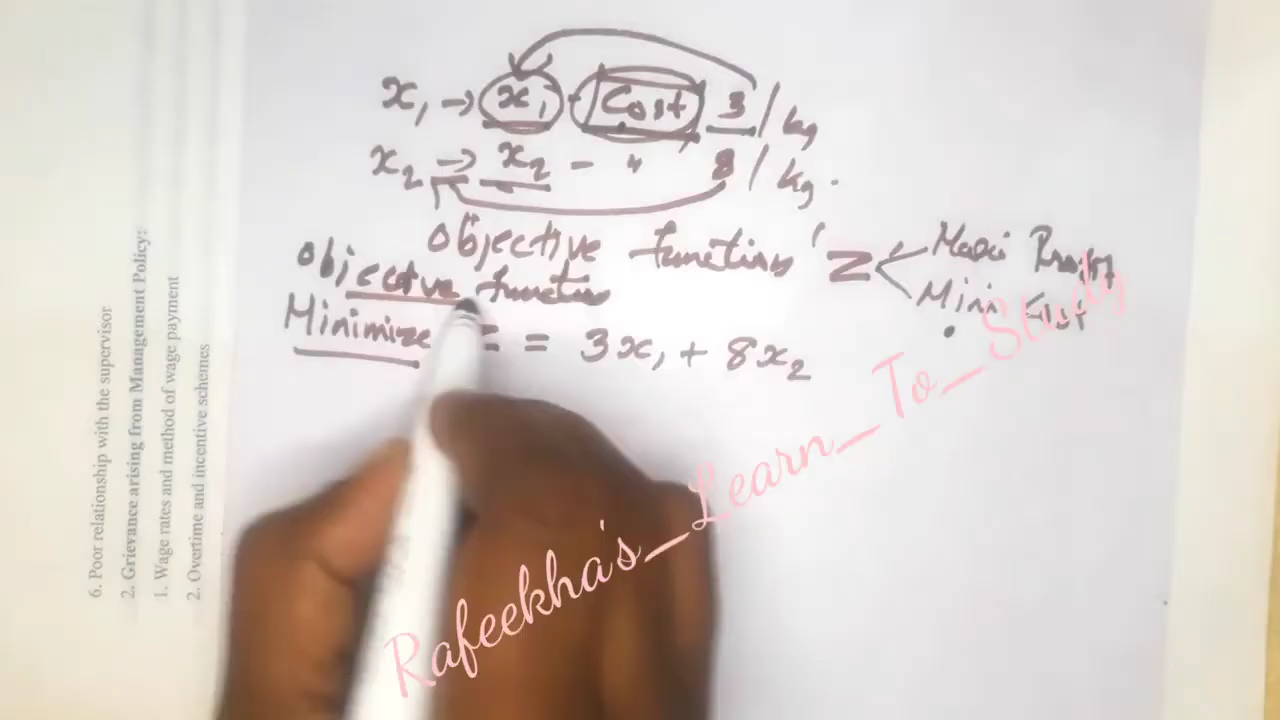 x₁ → x₁ - Cost 3 / kg
x₂ → x₂ - " 8 / kg.
Objective function ' Z
Maxi Profit
Mini Cost
Objective function
Minimize Z = 3x₁ + 8x₂
6. Poor relationship with the supervisor
2. Grievance arising from Management Policy:
1. Wage rates and method of wage payment
2. Overtime and incentive schemes
Rafeekha's_Learn_To_Study